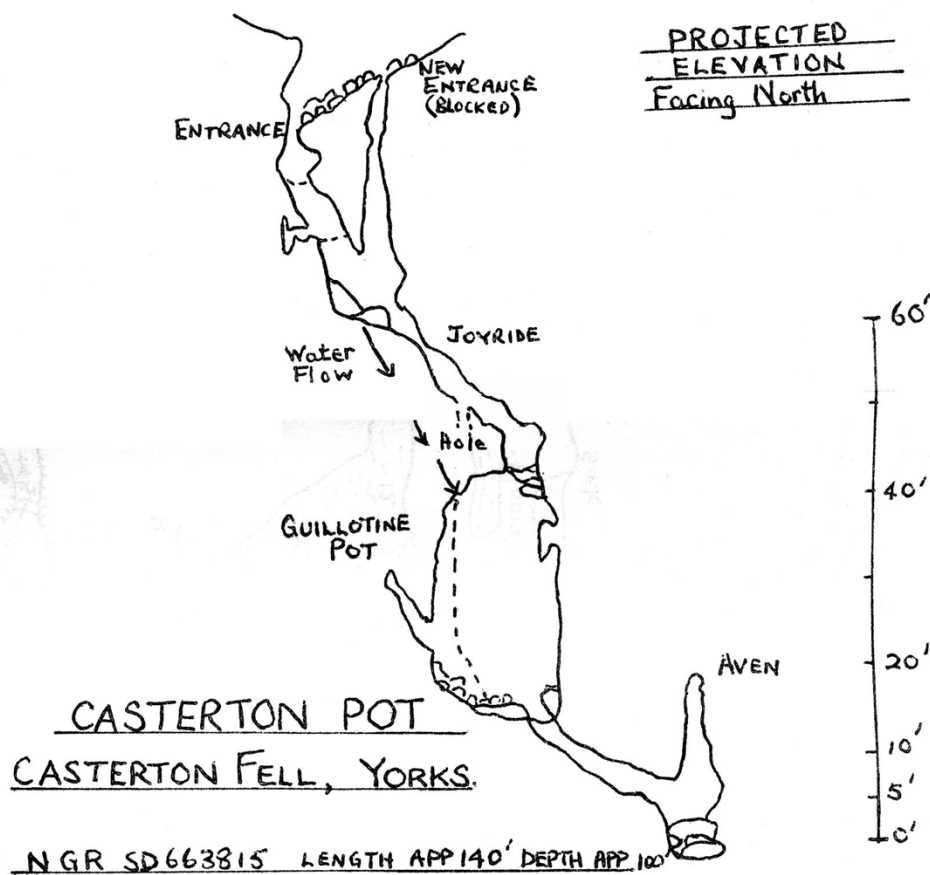 PROJECTED
ELEVATION
Facing North
NEW
ENTRANCE
(BLOCKED)
ENTRANCE
60'
JOYRIDE
Water
Flow
Hole
40'
GUILLOTINE
POT
20'
AVEN
CASTERTON POT
10'
CASTERTON FELL, YORKS.
5'
0'
NGR SD663815 LENGTH APP 140' DEPTH APP 100'